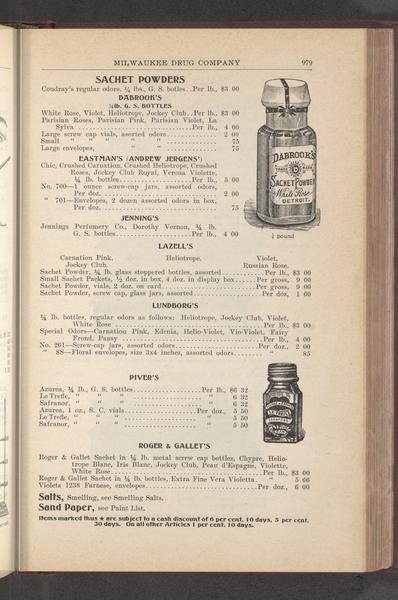 MILWAUKEE DRUG COMPANY 979
SACHET POWDERS
Coudray's regular odors, ¼ lbs., G. S. botles..Per lb., $3 00
DABROOK'S
¼lb. G. S. BOTTLES
White Rose, Violet, Heliotrope, Jockey Club..Per lb., $3 00
Parisian Roses, Parisian Pink, Parisian Violet, La
Sylva ............Per lb., 4 00
Large screw cap vials, assorted odors............ 2 00
Small " " " " ............ 75
Large envelopes, " " ............ 75
EASTMAN'S (ANDREW JERGENS')
Chic, Crushed Carnation, Crushed Heliotrope, Crushed
Roses, Jockey Club Royal, Verona Violette,
¼ lb. bottles............Per lb., 5 00
No. 700—1 ounce screw-cap jars, assorted odors,
Per doz............. 2 00
" 701—Envelopes, 2 dozen assorted odors in box,
Per doz............. 75
JENNING'S
Jennings Perfumery Co., Dorothy Vernon, ¼ lb.
G. S. bottles............Per lb., 4 00
DABROOK'S
SACHET POWDER
White Rose
DETROIT.
¼ pound
LAZELL'S
Carnation Pink. Heliotrope. Violet.
Jockey Club. Russian Rose.
Sachet Powder, ¼ lb. glass stoppered bottles, assorted............Per lb., $3 00
Small Sachet Packets, ½ doz. in box, 4 doz. in display box......Per gross, 9 00
Sachet Powder, vials, 2 doz. on card............Per gross, 9 00
Sachet Powder, screw cap, glass jars, assorted............Per doz, 1 60
LUNDBORG'S
¼ lb. bottles, regular odors as follows: Heliotrope, Jockey Club, Violet,
White Rose ............Per lb., $3 00
Special Odors—Carnation Pink, Edenia, Helio-Violet, Vio-Violet, Fairy
Frond, Pansy ............Per lb., 4 00
No. 261—Screw-cap jars, assorted odors............Per doz., 2 00
" 8S—Floral envelopes, size 3x4 inches, assorted odors............ " 85
PIVER'S
Azurea, ¼ lb., G. S. bottles............Per lb., $6 32
Le Trefle, " " " ............ " 6 32
Safranor, " " " ............ " 6 32
Azurea, 1 oz., S. C. vials............Per doz., 5 50
Le Trefle, " " " ............ " 5 50
Safranor, " " " ............ " 5 50
ROGER & GALLET'S
Roger & Gallet Sachet in ¼ lb. metal screw cap bottles, Chypre, Helio-
trope Blanc, Iris Blanc, Jockey Club, Peau d'Espagne, Violette,
White Rose............Per lb., $3 00
Roger & Gallet Sachet in ¼ lb. bottles, Extra Fine Vera Violetta. " 5 66
Violeta 1238 Farnese, envelopes............Per doz., 6 00
Salts, Smelling, see Smelling Salts.
Sand Paper, see Paint List.
Items marked thus ★ are subject to a cash discount of 6 per cent. 10 days, 5 per cent.
30 days. On all other Articles 1 per cent. 10 days.